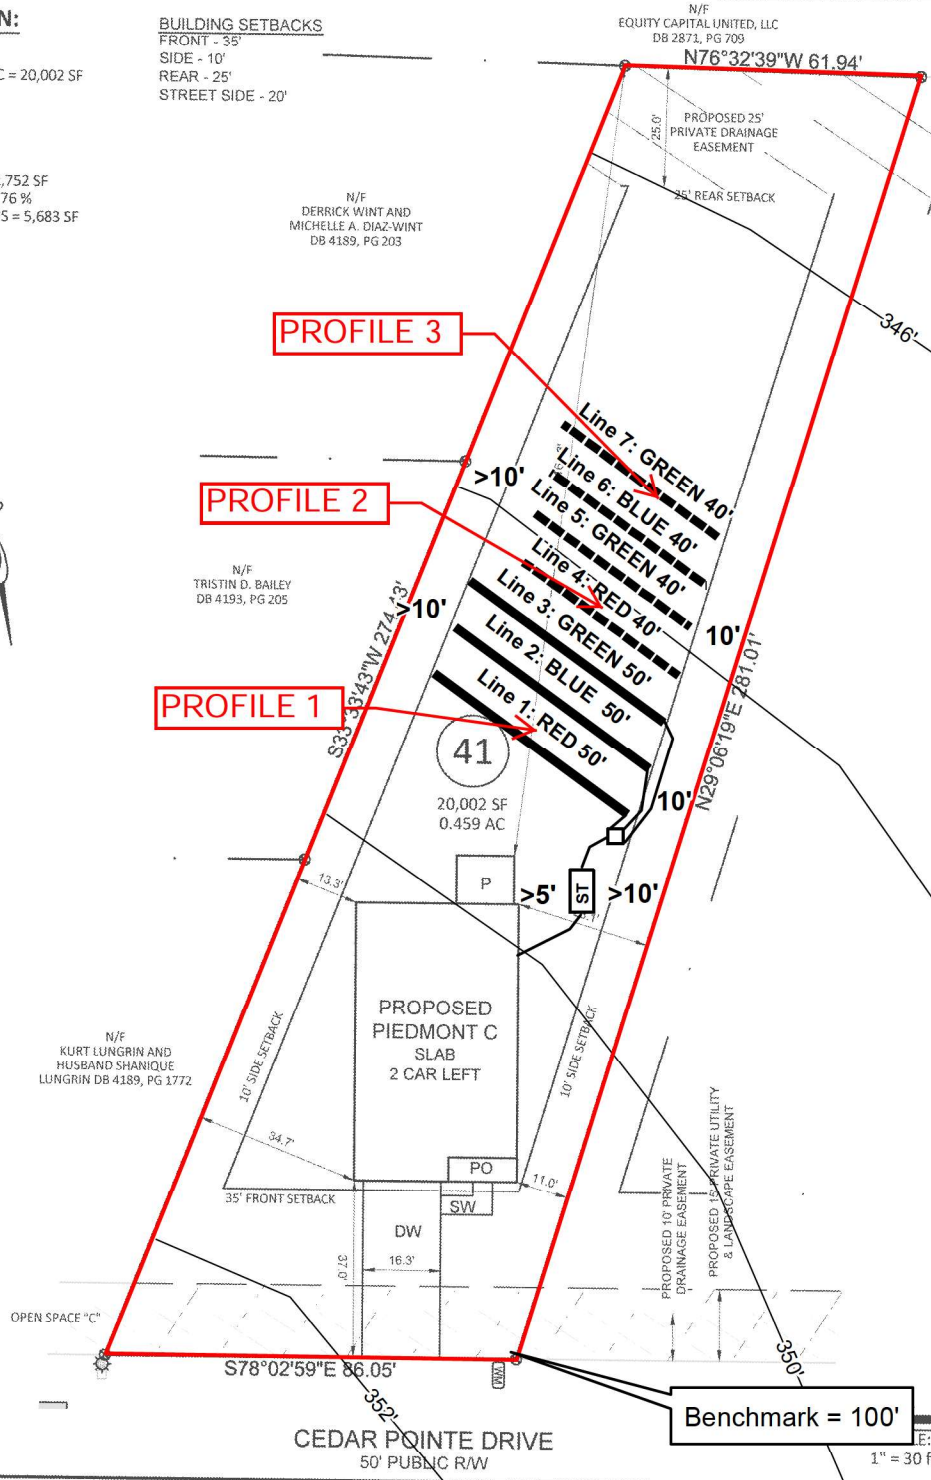 N:
BUILDING SETBACKS
FRONT - 35'
SIDE - 10'
REAR - 25'
STREET SIDE - 20'
C = 20,002 SF
,752 SF
76 %
S = 5,683 SF
N/F
EQUITY CAPITAL UNITED, LLC
DB 2871, PG 709
N76°32'39"W 61.94'
25.0'
PROPOSED 25'
PRIVATE DRAINAGE
EASEMENT
25' REAR SETBACK
N/F
DERRICK WINT AND
MICHELLE A. DIAZ-WINT
DB 4189, PG 203
346'
PROFILE 3
Line 7: GREEN 40'
Line 6: BLUE 40'
Line 5: GREEN 40'
Line 4: RED 40'
Line 3: GREEN 50'
Line 2: BLUE 50'
Line 1: RED 50'
>10'
PROFILE 2
N/F
TRISTIN D. BAILEY
DB 4193, PG 205
>10'
10'
PROFILE 1
N29°06'19"E 281.01'
41
20,002 SF
0.459 AC
10'
P
>5'
ST
>10'
13.3'
PROPOSED
PIEDMONT C
SLAB
2 CAR LEFT
10' SIDE SETBACK
10' SIDE SETBACK
N/F
KURT LUNGRIN AND
HUSBAND SHANIQUE
LUNGRIN DB 4189, PG 1772
34.7'
PO
SW
11.0'
35' FRONT SETBACK
DW
16.3'
37.0'
PROPOSED 10' PRIVATE
DRAINAGE EASEMENT
PROPOSED 15' PRIVATE UTILITY
& LANDSCAPE EASEMENT
OPEN SPACE "C"
S78°02'59"E 86.05'
WM
352'
350'
Benchmark = 100'
CEDAR POINTE DRIVE
50' PUBLIC R/W
LE:
1" = 30 f